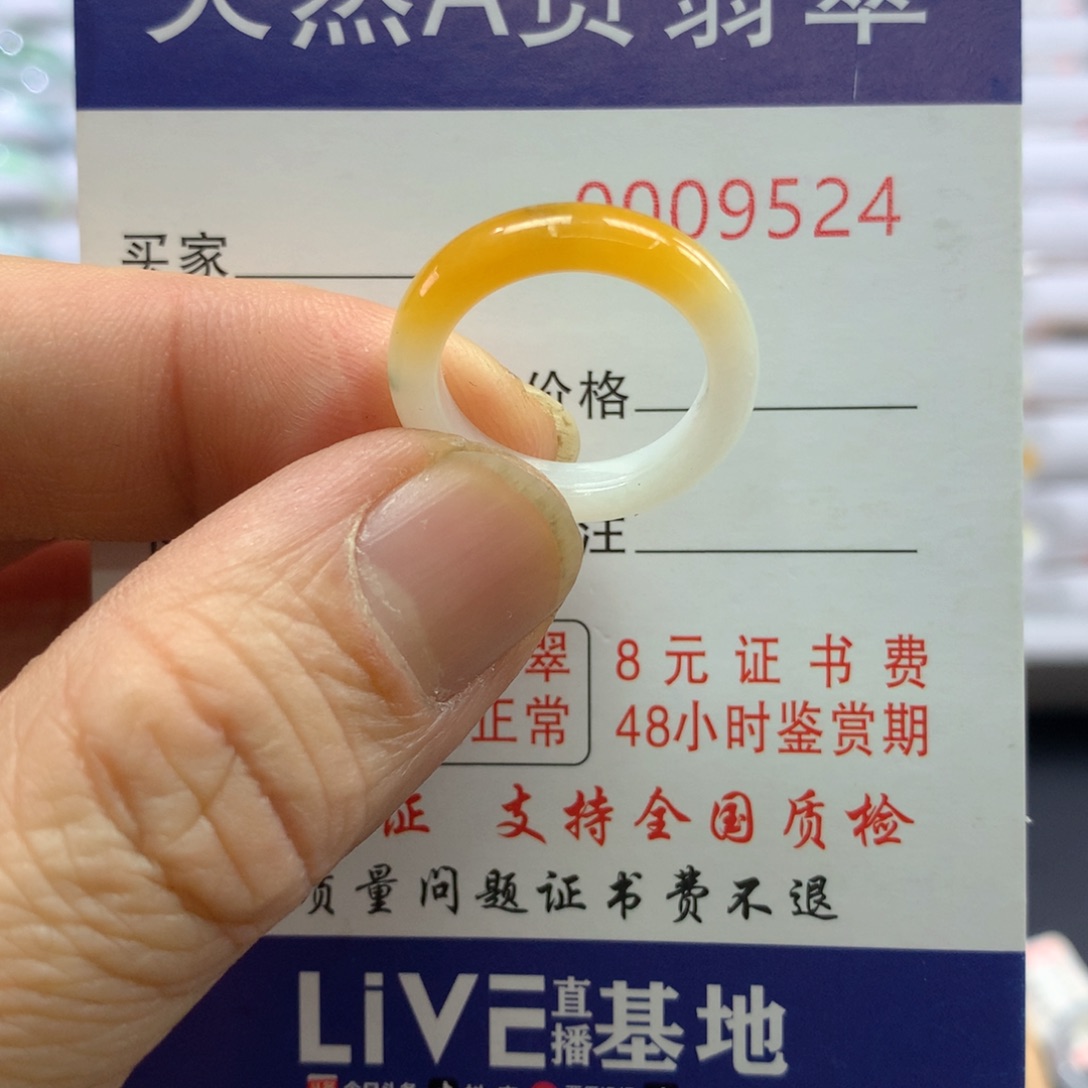 天然A货翡翠
0009524
买家
价格
注
翠 8元证书费
正常 48小时鉴赏期
证 支持全国质检
质量问题证书费不退
LiVE直播基地